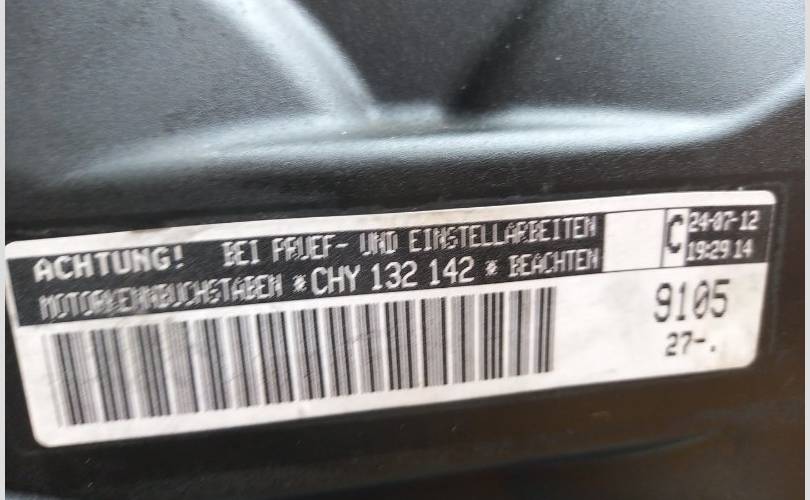 ACHTUNG! BEI PRUEF- UND EINSTELLARBEITEN
MOTORKENNBUCHSTABEN * CHY 132 142 * BEACHTEN
C
24-07-12
19:29 14
9105
27-.